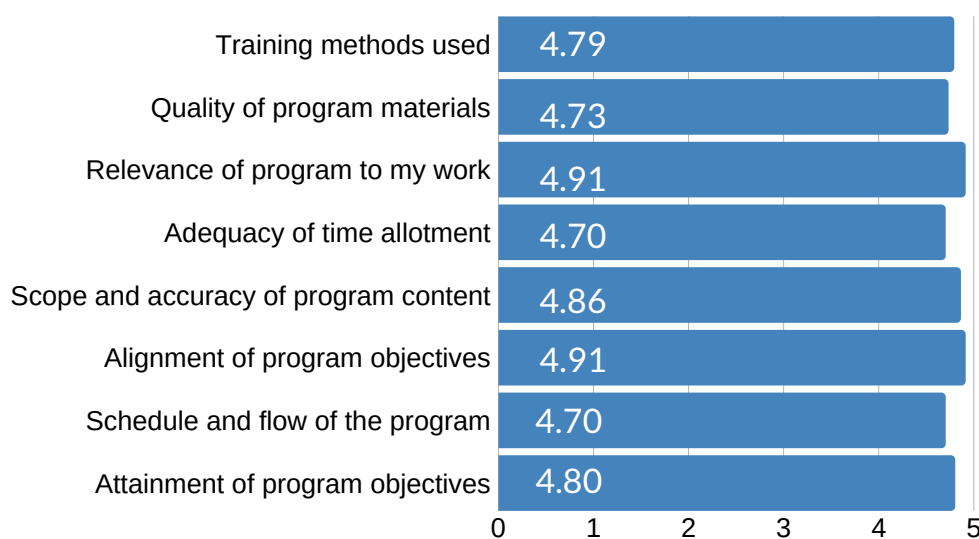 Training methods used 4.79
Quality of program materials 4.73
Relevance of program to my work 4.91
Adequacy of time allotment 4.70
Scope and accuracy of program content 4.86
Alignment of program objectives 4.91
Schedule and flow of the program 4.70
Attainment of program objectives 4.80
0 1 2 3 4 5